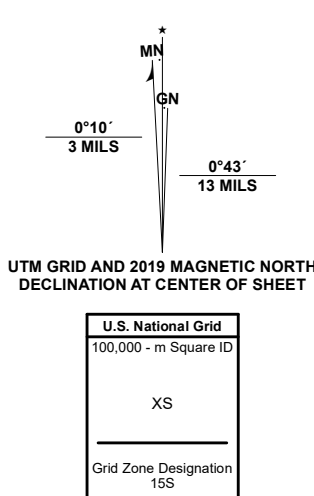 ★
MN
GN
0°10´
3 MILS
0°43´
13 MILS
UTM GRID AND 2019 MAGNETIC NORTH
DECLINATION AT CENTER OF SHEET
U.S. National Grid
100,000 - m Square ID
XS
Grid Zone Designation
15S